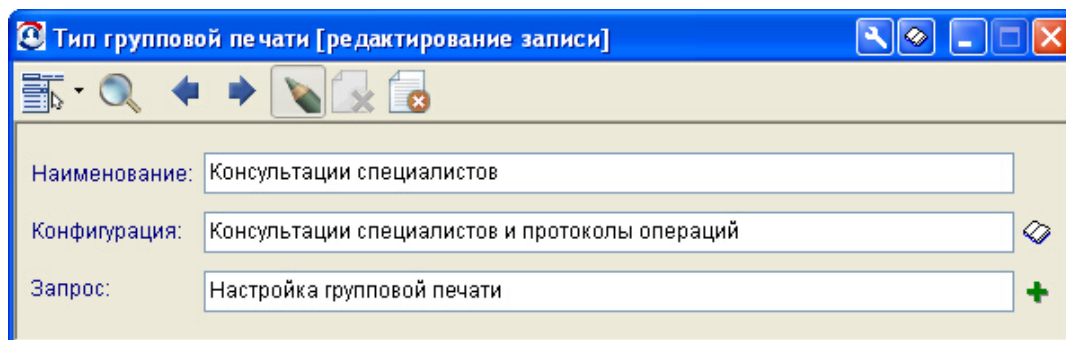 Тип групповой печати [редактирование записи]
Наименование: Консультации специалистов
Конфигурация: Консультации специалистов и протоколы операций
Запрос: Настройка групповой печати